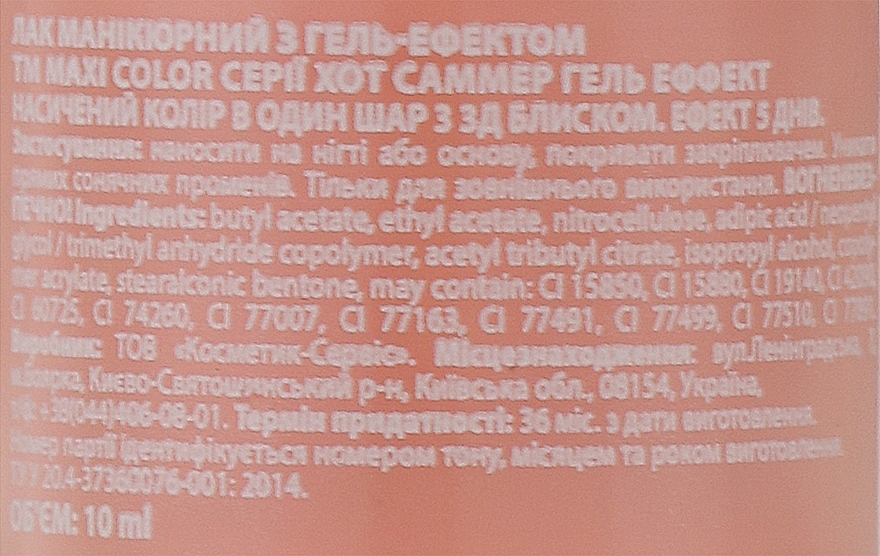 ЛАК МАНІКЮРНИЙ З ГЕЛЬ-ЕФЕКТОМ
ТМ MAXI COLOR СЕРІЇ ХОТ САММЕР ГЕЛЬ ЕФФЕКТ
НАСИЧЕНИЙ КОЛІР В ОДИН ШАР З 3Д БЛИСКОМ. ЕФЕКТ 5 ДНІВ.
Застосування: наносити на нігті або основу, покривати закріплювачем.
сонячних променів. Тільки для зовнішнього використання.
Ingredients: butyl acetate, ethyl acetate, nitrocellulose, adipic acid /
glycol / trimethyl anhydride copolymer, acetyl tributyl citrate, isopropyl alcohol,
acrylate, stearalconic bentone, may contain: CI 15850, CI 15880, CI 19140,
CI 74260, CI 77007, CI 77163, CI 77491, CI 77499, CI 77510,
Виробник: ТОВ «Косметик-Сервіс». Місцезнаходження: вул.Ленінградська,
Києво-Святошинський р-н, Київська обл., 08154, Україна,
+38(044)406-08-01. Термін придатності: 36 міс. з дати виготовлення.
партії ідентифікується номером тону, місяцем та роком виготовлення.
20.4-37360076-001: 2014.
ОБ'ЄМ: 10 ml